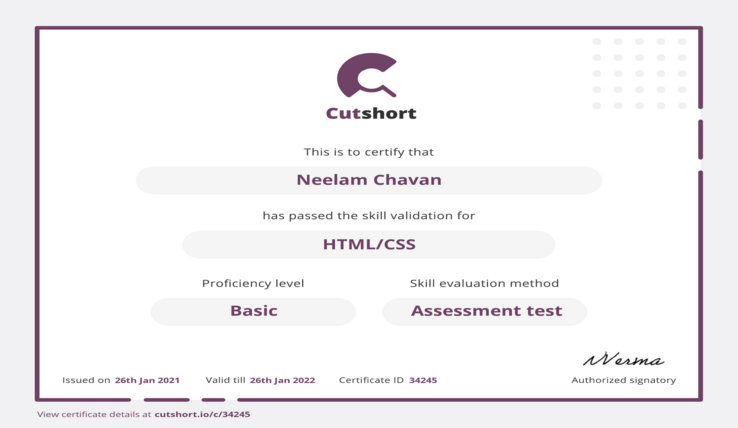 Cutshort
This is to certify that
Neelam Chavan
has passed the skill validation for
HTML/CSS
Proficiency level
Skill evaluation method
Basic
Assessment test
NVerma
Issued on 26th Jan 2021
Valid till 26th Jan 2022
Certificate ID 34245
Authorized signatory
View certificate details at cutshort.io/c/34245